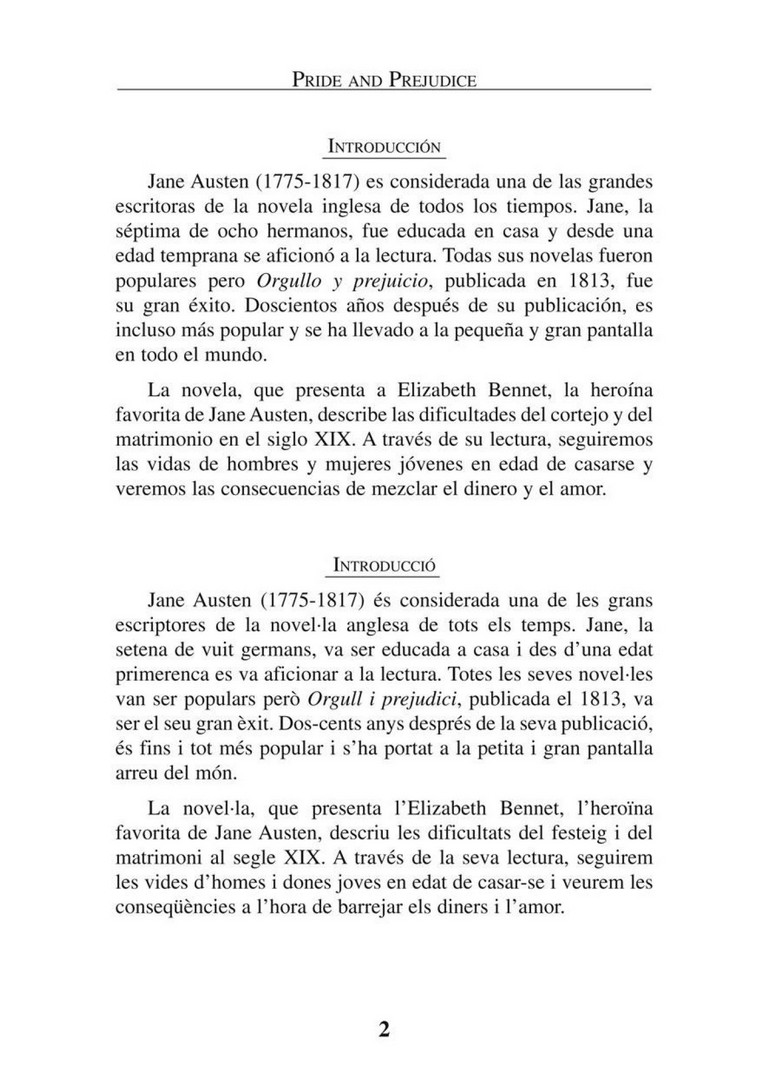 PRIDE AND PREJUDICE
INTRODUCCIÓN
Jane Austen (1775-1817) es considerada una de las grandes
escritoras de la novela inglesa de todos los tiempos. Jane, la
séptima de ocho hermanos, fue educada en casa y desde una
edad temprana se aficionó a la lectura. Todas sus novelas fueron
populares pero Orgullo y prejuicio, publicada en 1813, fue
su gran éxito. Doscientos años después de su publicación, es
incluso más popular y se ha llevado a la pequeña y gran pantalla
en todo el mundo.
La novela, que presenta a Elizabeth Bennet, la heroína
favorita de Jane Austen, describe las dificultades del cortejo y del
matrimonio en el siglo XIX. A través de su lectura, seguiremos
las vidas de hombres y mujeres jóvenes en edad de casarse y
veremos las consecuencias de mezclar el dinero y el amor.
INTRODUCCIÓ
Jane Austen (1775-1817) és considerada una de les grans
escriptores de la novel·la anglesa de tots els temps. Jane, la
setena de vuit germans, va ser educada a casa i des d’una edat
primerenca es va aficionar a la lectura. Totes les seves novel·les
van ser populars però Orgull i prejudici, publicada el 1813, va
ser el seu gran èxit. Dos-cents anys després de la seva publicació,
és fins i tot més popular i s’ha portat a la petita i gran pantalla
arreu del món.
La novel·la, que presenta l’Elizabeth Bennet, l’heroïna
favorita de Jane Austen, descriu les dificultats del festeig i del
matrimoni al segle XIX. A través de la seva lectura, seguirem
les vides d’homes i dones joves en edat de casar-se i veurem les
conseqüències a l’hora de barrejar els diners i l’amor.
2